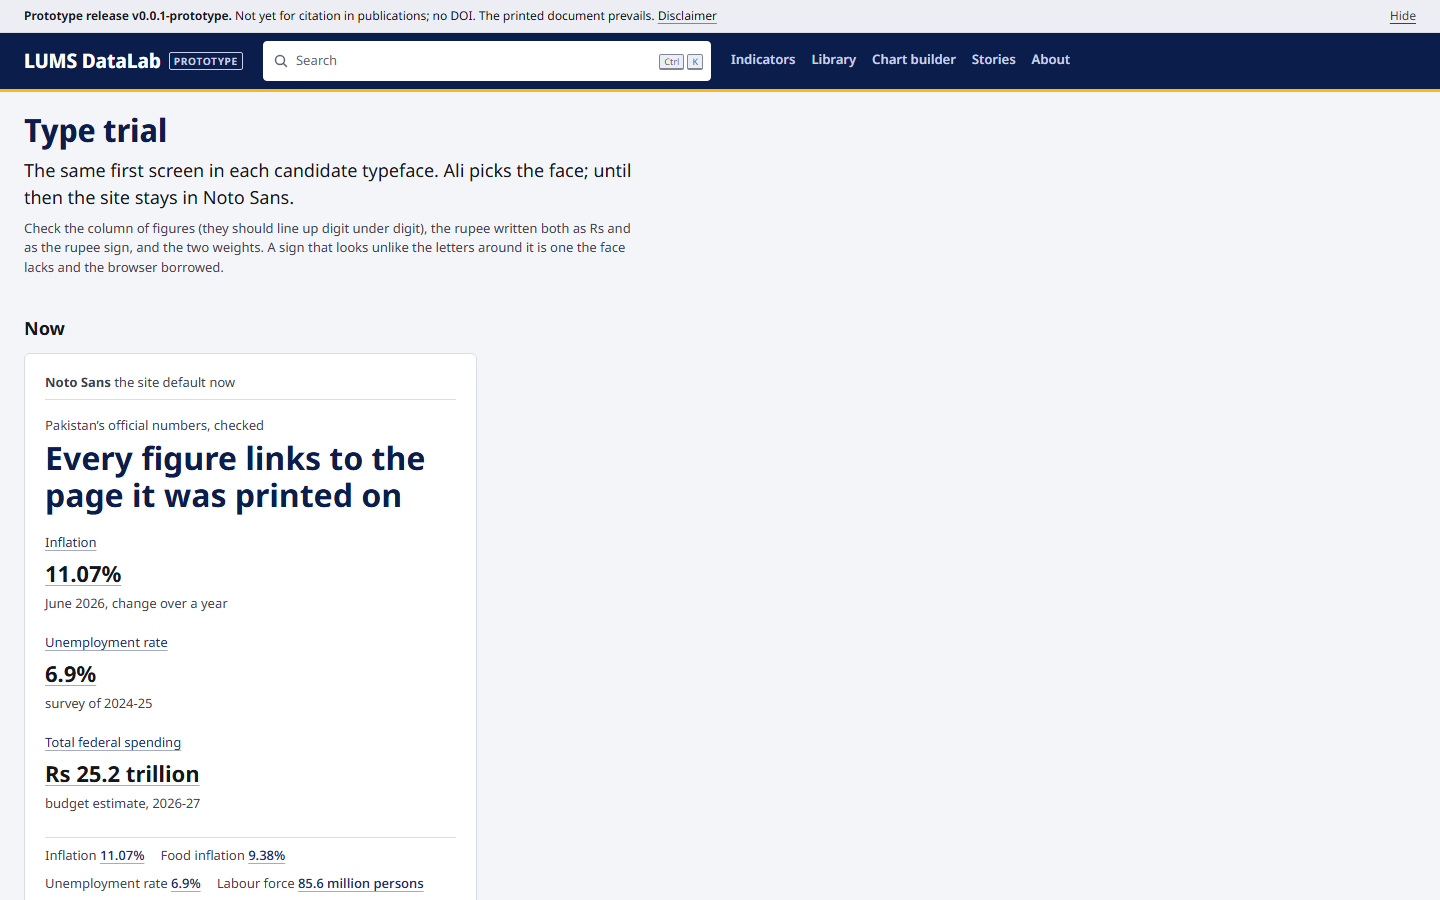 Prototype release v0.0.1-prototype. Not yet for citation in publications; no DOI. The printed document prevails. Disclaimer
Hide
LUMS DataLab PROTOTYPE
Search
Ctrl K
Indicators Library Chart builder Stories About
Type trial
The same first screen in each candidate typeface. Ali picks the face; until
then the site stays in Noto Sans.
Check the column of figures (they should line up digit under digit), the rupee written both as Rs and
as the rupee sign, and the two weights. A sign that looks unlike the letters around it is one the face
lacks and the browser borrowed.
Now
Noto Sans the site default now
Pakistan’s official numbers, checked
Every figure links to the
page it was printed on
Inflation
11.07%
June 2026, change over a year
Unemployment rate
6.9%
survey of 2024-25
Total federal spending
Rs 25.2 trillion
budget estimate, 2026-27
Inflation 11.07% Food inflation 9.38%
Unemployment rate 6.9% Labour force 85.6 million persons